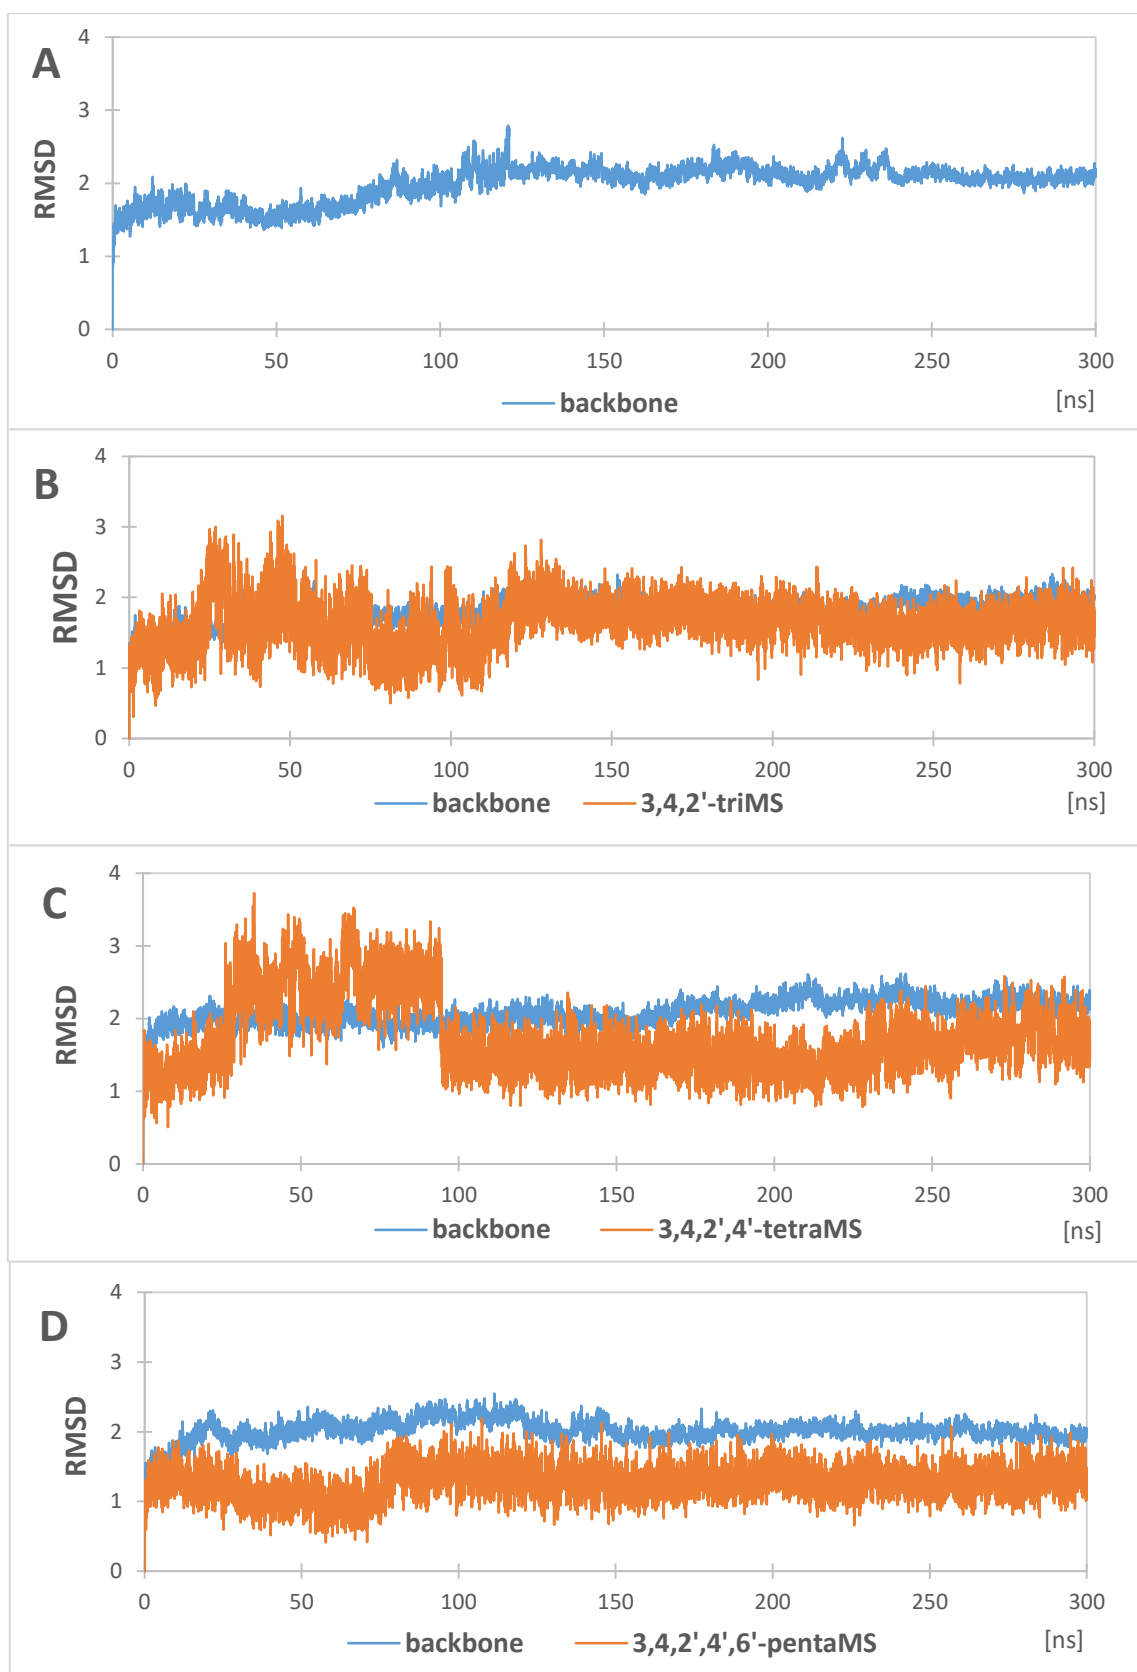 A
4
3
2
1
0
RMSD
0 50 100 150 200 250 300
backbone [ns]
B
4
3
2
1
0
RMSD
0 50 100 150 200 250 300
backbone 3,4,2'-triMS [ns]
C
4
3
2
1
0
RMSD
0 50 100 150 200 250 300
backbone 3,4,2',4'-tetraMS [ns]
D
4
3
2
1
0
RMSD
0 50 100 150 200 250 300
backbone 3,4,2',4',6'-pentaMS [ns]